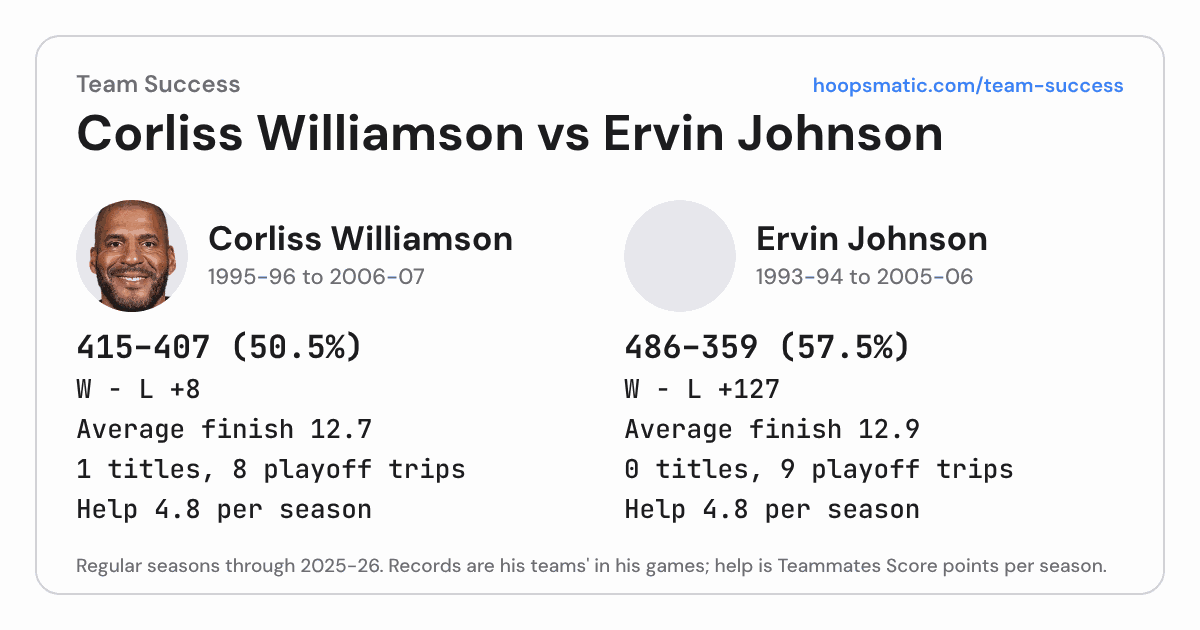 Team Success
hoopsmatic.com/team-success
Corliss Williamson vs Ervin Johnson
Corliss Williamson
1995-96 to 2006-07
415-407 (50.5%)
W - L +8
Average finish 12.7
1 titles, 8 playoff trips
Help 4.8 per season
Ervin Johnson
1993-94 to 2005-06
486-359 (57.5%)
W - L +127
Average finish 12.9
0 titles, 9 playoff trips
Help 4.8 per season
Regular seasons through 2025-26. Records are his teams' in his games; help is Teammates Score points per season.